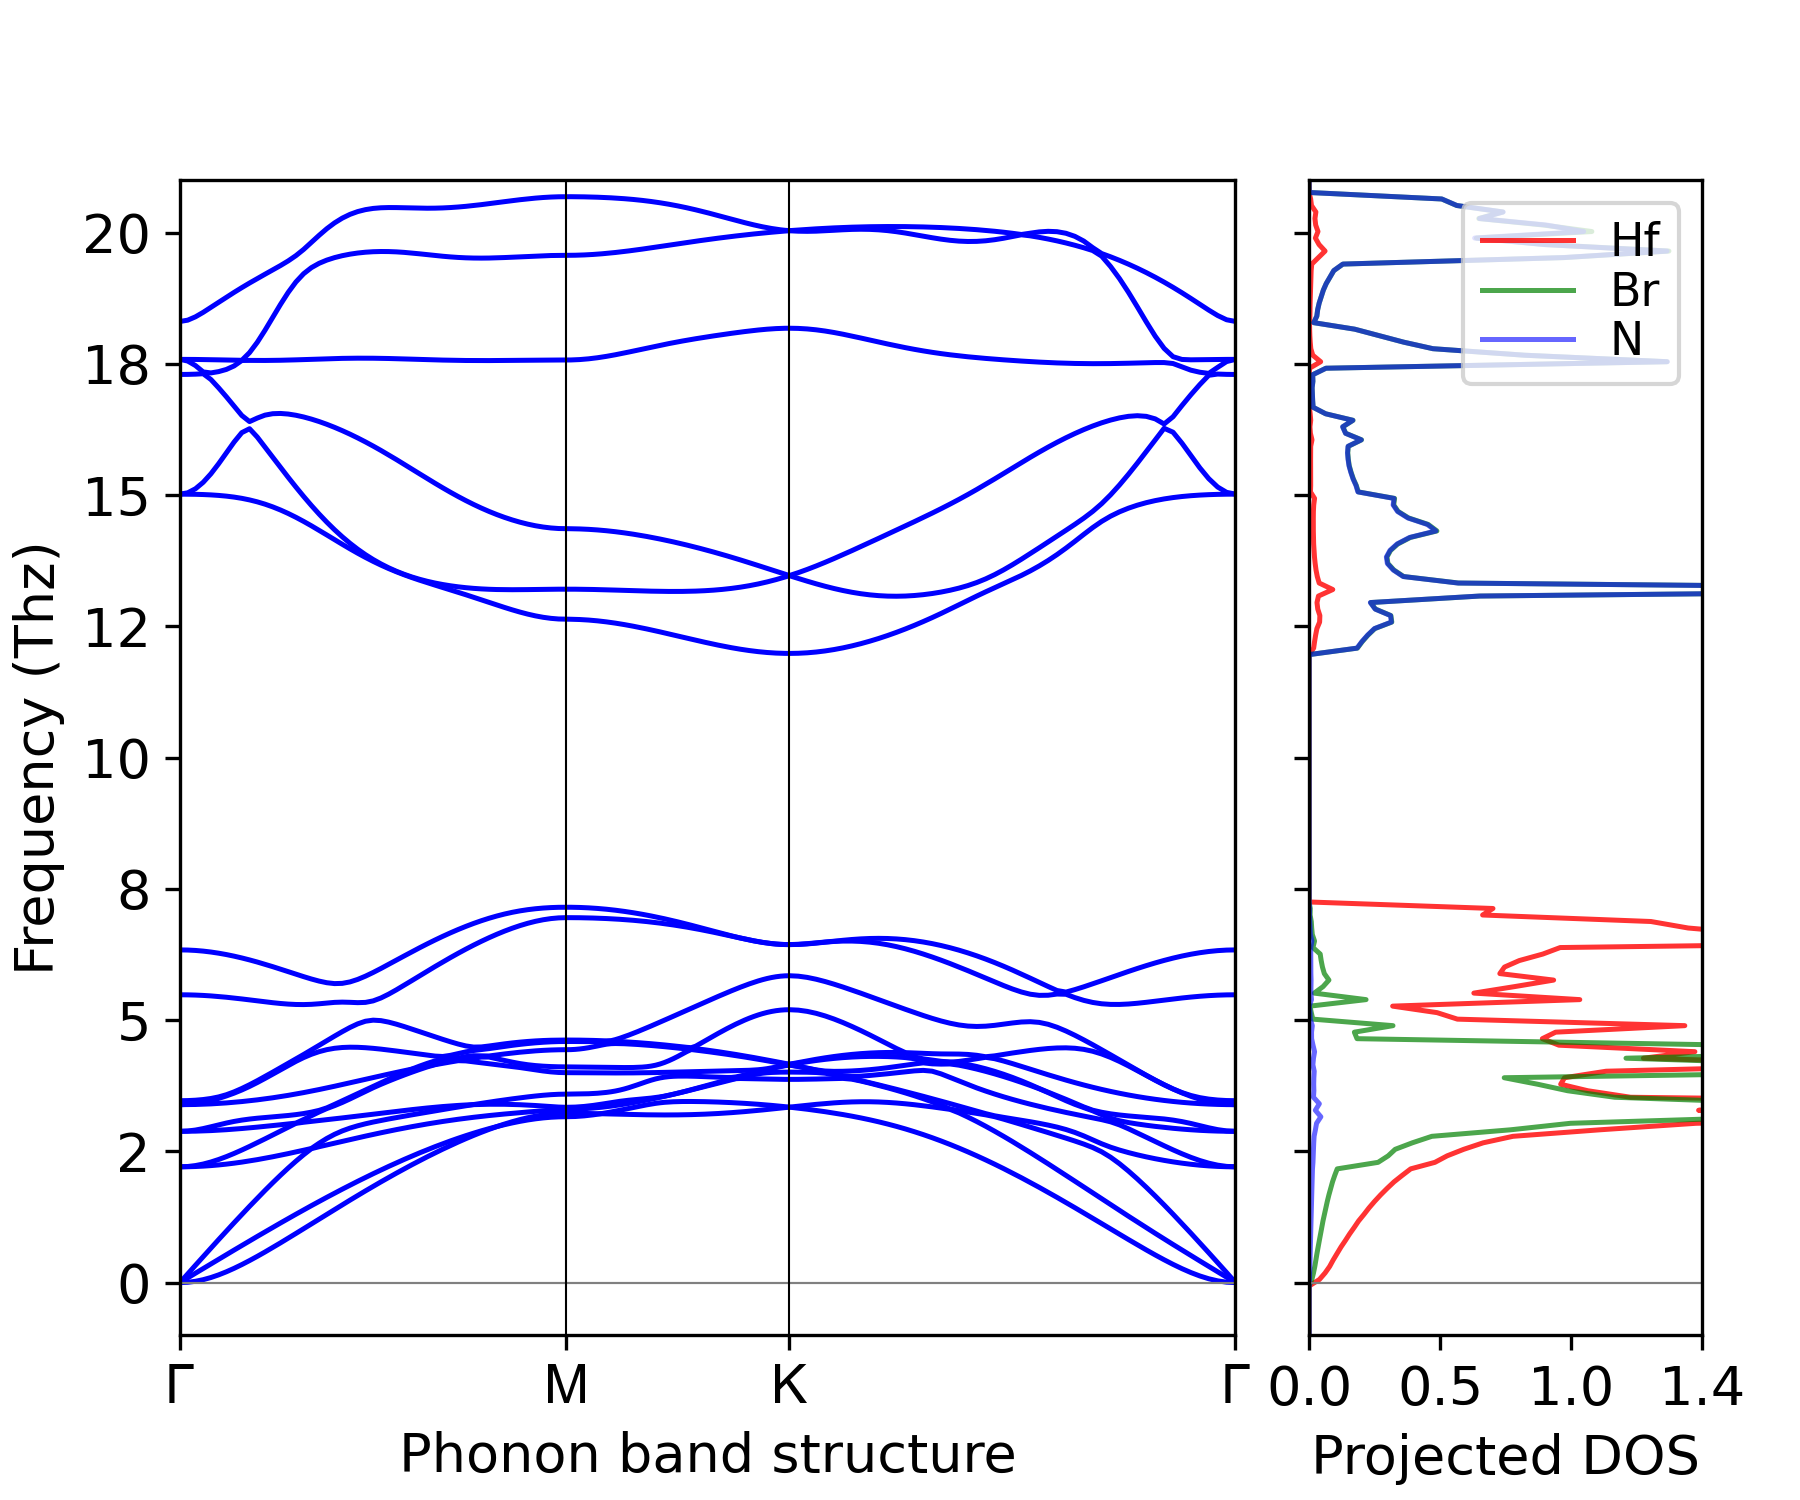 20
18
15
12
10
8
5
2
0
Frequency (Thz)
Γ M K Γ
Phonon band structure
Hf
Br
N
0.0 0.5 1.0 1.4
Projected DOS